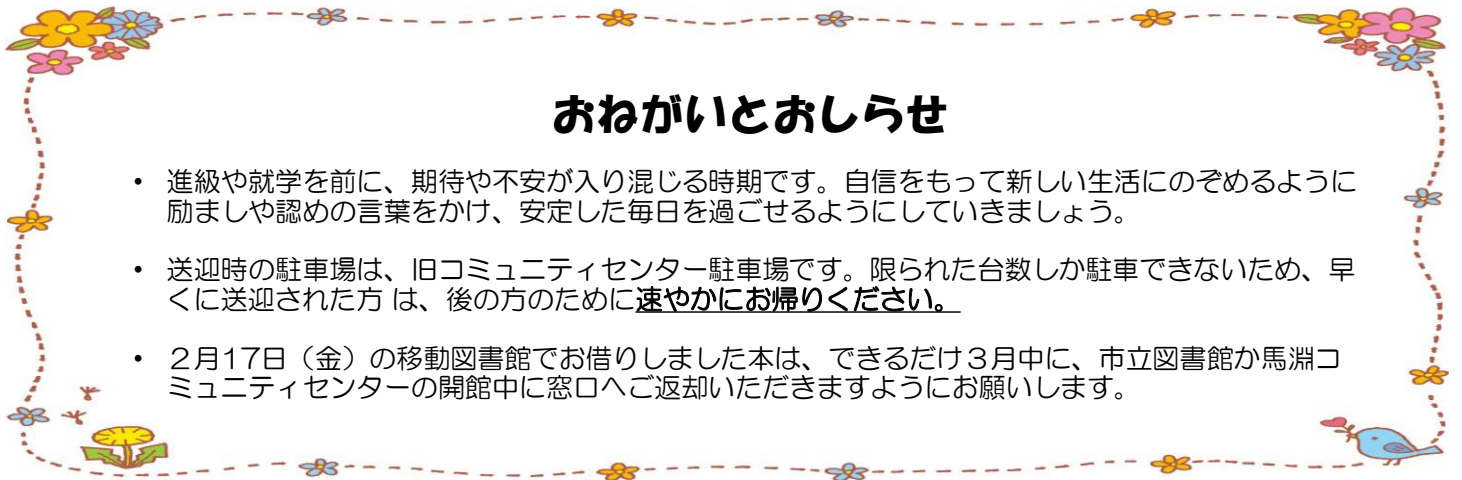 おねがいとおしらせ
• 進級や就学を前に、期待や不安が入り混じる時期です。自信をもって新しい生活にのぞめるように
励ましや認めの言葉をかけ、安定した毎日を過ごせるようにしていきましょう。
• 送迎時の駐車場は、旧コミュニティセンター駐車場です。限られた台数しか駐車できないため、早
くに送迎された方 は、後の方のために速やかにお帰りください。
• ２月17日（金）の移動図書館でお借りしました本は、できるだけ３月中に、市立図書館か馬淵コ
ミュニティセンターの開館中に窓口へご返却いただきますようにお願いします。